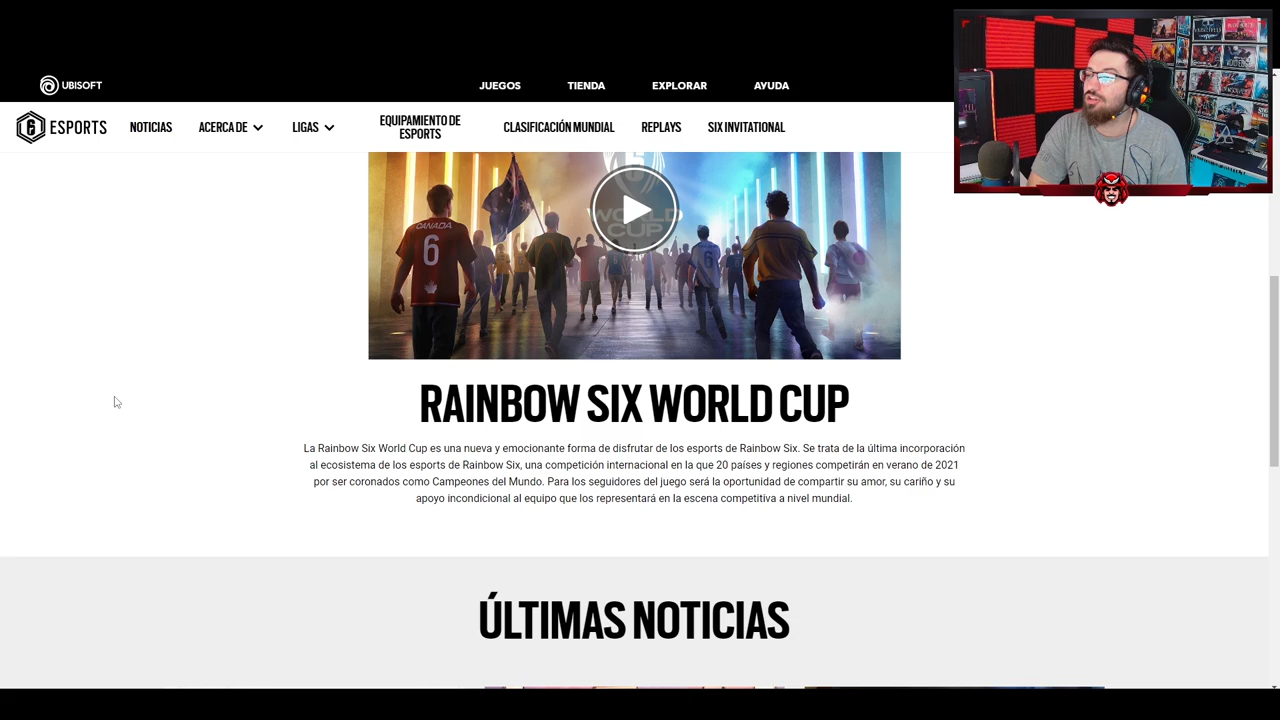 UBISOFT
JUEGOS
TIENDA
EXPLORAR
AYUDA
6 ESPORTS
NOTICIAS
ACERCA DE
LIGAS
EQUIPAMIENTO DE
ESPORTS
CLASIFICACIÓN MUNDIAL
REPLAYS
SIX INVITATIONAL
CANADA
6
WORLD
CUP
6
RAINBOW SIX WORLD CUP
La Rainbow Six World Cup es una nueva y emocionante forma de disfrutar de los esports de Rainbow Six. Se trata de la última incorporación
al ecosistema de los esports de Rainbow Six, una competición internacional en la que 20 países y regiones competirán en verano de 2021
por ser coronados como Campeones del Mundo. Para los seguidores del juego será la oportunidad de compartir su amor, su cariño y su
apoyo incondicional al equipo que los representará en la escena competitiva a nivel mundial.
ÚLTIMAS NOTICIAS